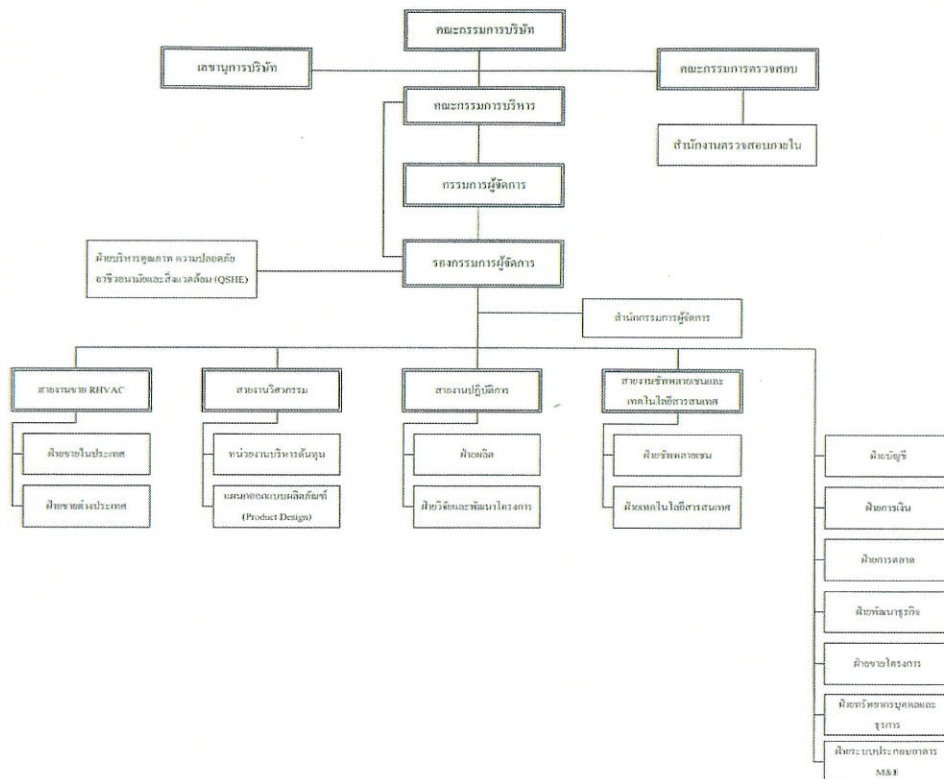 คณะกรรมการบริษัท
เลขานุการบริษัท
คณะกรรมการตรวจสอบ
คณะกรรมการบริหาร
สำนักงานตรวจสอบภายใน
กรรมการผู้จัดการ
รองกรรมการผู้จัดการ
ฝ่ายบริหารคุณภาพ ความปลอดภัย
อาชีวอนามัยและสิ่งแวดล้อม (QSHE)
สำนักกรรมการผู้จัดการ
สายงานขาย RHVAC
สายงานวิศวกรรม
สายงานปฏิบัติการ
สายงานซัพพลายเชนและ
เทคโนโลยีสารสนเทศ
ฝ่ายขายในประเทศ
ฝ่ายขายต่างประเทศ
หน่วยงานบริหารต้นทุน
แผนกออกแบบผลิตภัณฑ์
(Product Design)
ฝ่ายผลิต
ฝ่ายวิจัยและพัฒนาโครงการ
ฝ่ายซัพพลายเชน
ฝ่ายเทคโนโลยีสารสนเทศ
ฝ่ายบัญชี
ฝ่ายการเงิน
ฝ่ายการตลาด
ฝ่ายพัฒนาธุรกิจ
ฝ่ายขายโครงการ
ฝ่ายทรัพยากรบุคคลและ
ธุรการ
ฝ่ายระบบประกอบอาคาร
M&E